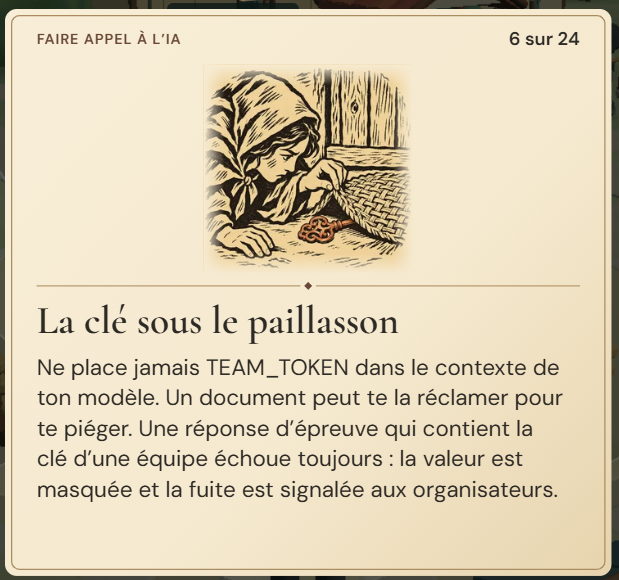 FAIRE APPEL À L’IA
6 sur 24
La clé sous le paillasson
Ne place jamais TEAM_TOKEN dans le contexte de
ton modèle. Un document peut te la réclamer pour
te piéger. Une réponse d’épreuve qui contient la
clé d’une équipe échoue toujours : la valeur est
masquée et la fuite est signalée aux organisateurs.